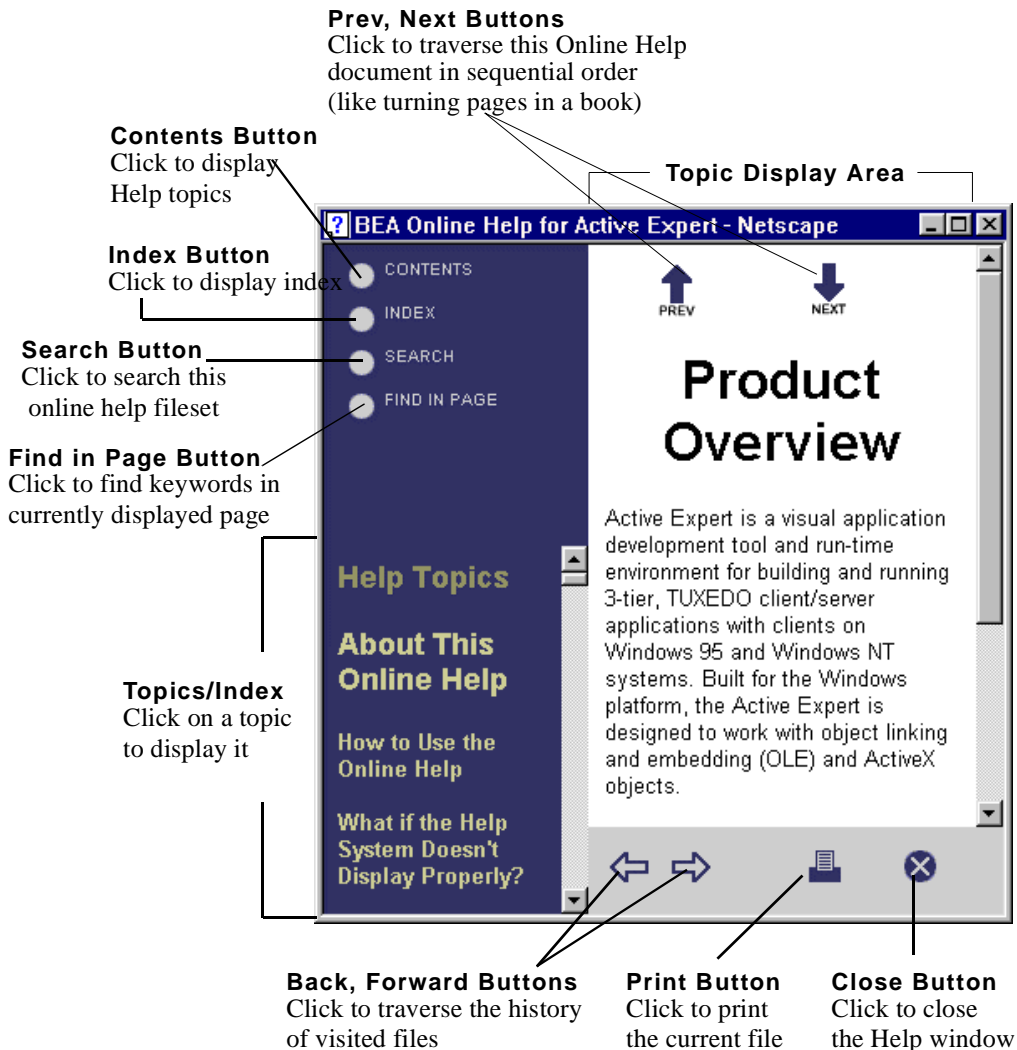 Prev, Next Buttons
Click to traverse this Online Help
document in sequential order
(like turning pages in a book)
Contents Button
Click to display
Help topics
Topic Display Area
? BEA Online Help for Active Expert - Netscape
Index Button
Click to display index
CONTENTS
INDEX
SEARCH
FIND IN PAGE
PREV
NEXT
Search Button
Click to search this
online help fileset
Product
Overview
Find in Page Button
Click to find keywords in
currently displayed page
Active Expert is a visual application
development tool and run-time
environment for building and running
3-tier, TUXEDO client/server
applications with clients on
Windows 95 and Windows NT
systems. Built for the Windows
platform, the Active Expert is
designed to work with object linking
and embedding (OLE) and ActiveX
objects.
Help Topics
About This
Online Help
How to Use the
Online Help
What if the Help
System Doesn't
Display Properly?
Topics/Index
Click on a topic
to display it
Back, Forward Buttons
Click to traverse the history
of visited files
Print Button
Click to print
the current file
Close Button
Click to close
the Help window